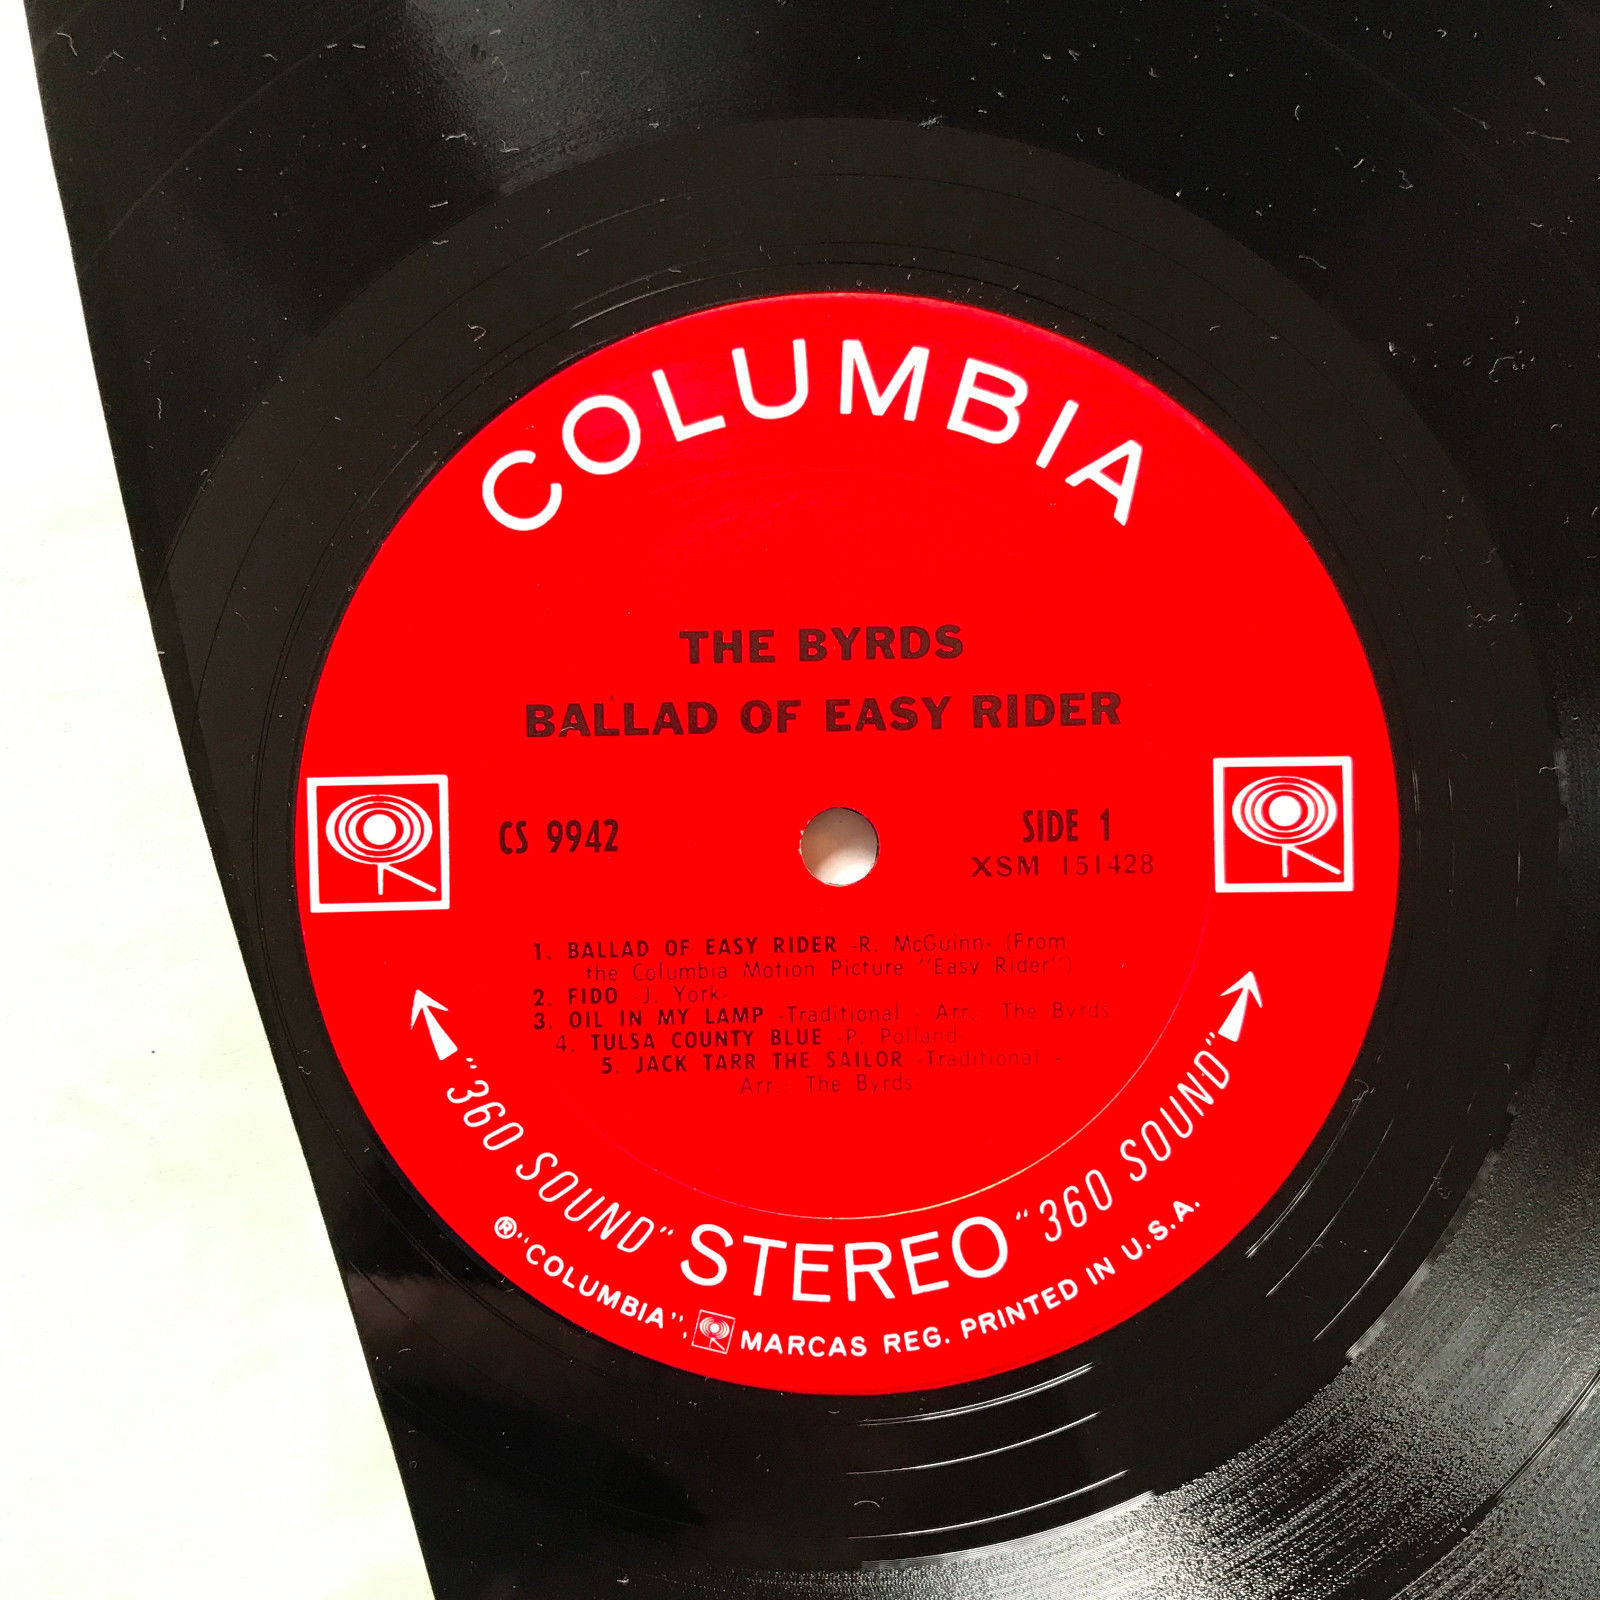 COLUMBIA
THE BYRDS
BALLAD OF EASY RIDER
CS 9942
SIDE 1
XSM 151428
1. BALLAD OF EASY RIDER -R. McGuinn- (From
the Columbia Motion Picture "Easy Rider")
2. FIDO -J. York-
3. OIL IN MY LAMP -Traditional - Arr.: The Byrds
4. TULSA COUNTY BLUE -P. Polland-
5. JACK TARR THE SAILOR -Traditional -
Arr.: The Byrds
"360 SOUND" STEREO "360 SOUND"
® "COLUMBIA", MARCAS REG. PRINTED IN U.S.A.